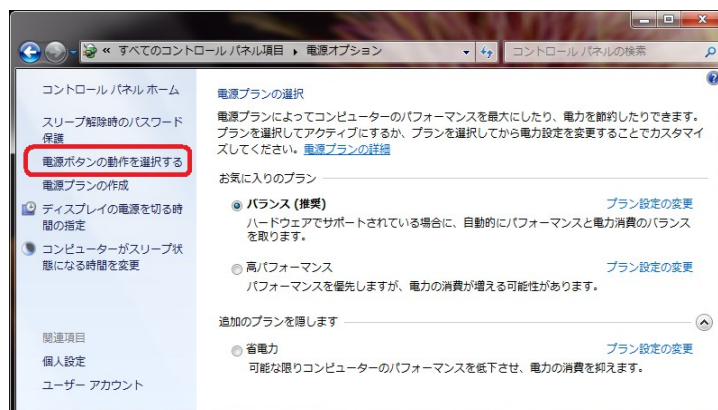 « すべてのコントロール パネル項目 ▸ 電源オプション
コントロール パネルの検索
コントロール パネル ホーム
スリープ解除時のパスワード
保護
電源ボタンの動作を選択する
電源プランの作成
ディスプレイの電源を切る時
間の指定
コンピューターがスリープ状
態になる時間を変更
関連項目
個人設定
ユーザー アカウント
電源プランの選択
電源プランによってコンピューターのパフォーマンスを最大にしたり、電力を節約したりできます。
プランを選択してアクティブにするか、プランを選択してから電力設定を変更することでカスタマイ
ズしてください。電源プランの詳細
お気に入りのプラン
バランス (推奨) プラン設定の変更
ハードウェアでサポートされている場合に、自動的にパフォーマンスと電力消費のバランス
を取ります。
高パフォーマンス プラン設定の変更
パフォーマンスを優先しますが、電力の消費が増える可能性があります。
追加のプランを隠します
省電力 プラン設定の変更
可能な限りコンピューターのパフォーマンスを低下させ、電力の消費を抑えます。